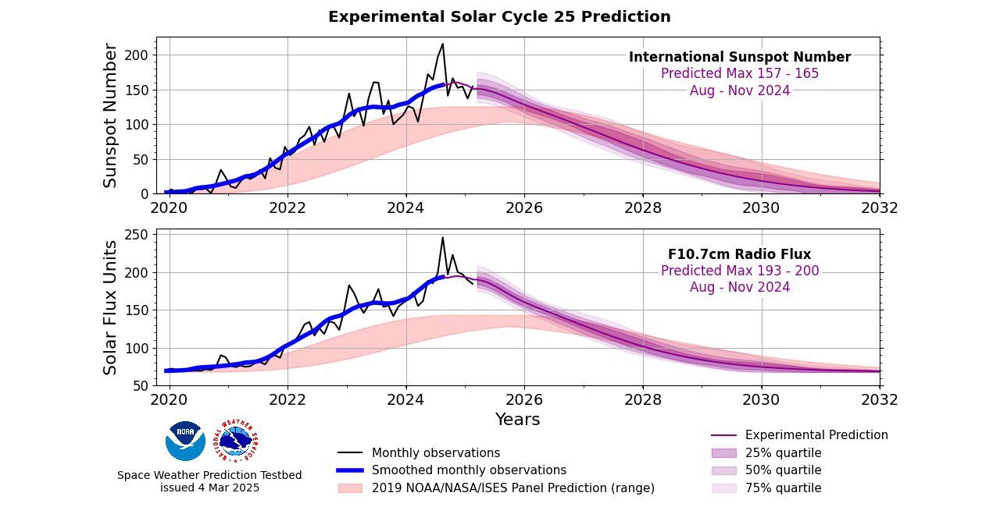 Experimental Solar Cycle 25 Prediction
Sunspot Number
200
150
100
50
0
International Sunspot Number
Predicted Max 157 - 165
Aug - Nov 2024
2020 2022 2024 2026 2028 2030 2032
Solar Flux Units
250
200
150
100
50
F10.7cm Radio Flux
Predicted Max 193 - 200
Aug - Nov 2024
2020 2022 2024 2026 2028 2030 2032
Years
NOAA
NATIONAL WEATHER SERVICE
Space Weather Prediction Testbed
issued 4 Mar 2025
Monthly observations
Smoothed monthly observations
2019 NOAA/NASA/ISES Panel Prediction (range)
Experimental Prediction
25% quartile
50% quartile
75% quartile